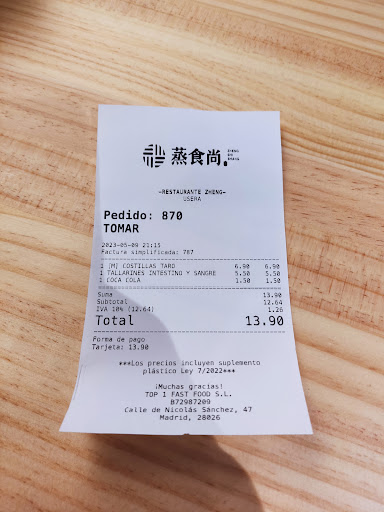 蒸食尚
ZHENG
SHI
SHANG
-RESTAURANTE ZHENG-
USERA
Pedido: 870
TOMAR
2023-05-09 21:15
Factura simplificada: 787
1 [M] COSTILLAS TARO 6.90 6.90
1 TALLARINES INTESTINO Y SANGRE 5.50 5.50
1 COCA COLA 1.50 1.50
Suma 13.90
Subtotal 12.64
IVA 10% (12.64) 1.26
Total 13.90
Forma de pago
Tarjeta: 13.90
***Los precios incluyen suplemento
plástico Ley 7/2022***
¡Muchas gracias!
TOP I FAST FOOD S.L.
B72987209
Calle de Nicolás Sánchez, 47
Madrid, 28026